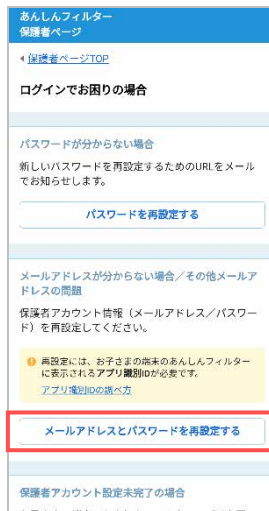 あんしんフィルター
保護者ページ
保護者ページTOP
ログインでお困りの場合
パスワードが分からない場合
新しいパスワードを再設定するためのURLをメール
でお知らせします。
パスワードを再設定する
メールアドレスが分からない場合／その他メールア
ドレスの問題
保護者アカウント情報（メールアドレス／パスワー
ド）を再設定してください。
再設定には、お子さまの端末のあんしんフィルター
に表示されるアプリ識別IDが必要です。
アプリ識別IDの調べ方
メールアドレスとパスワードを再設定する
保護者アカウント設定未完了の場合